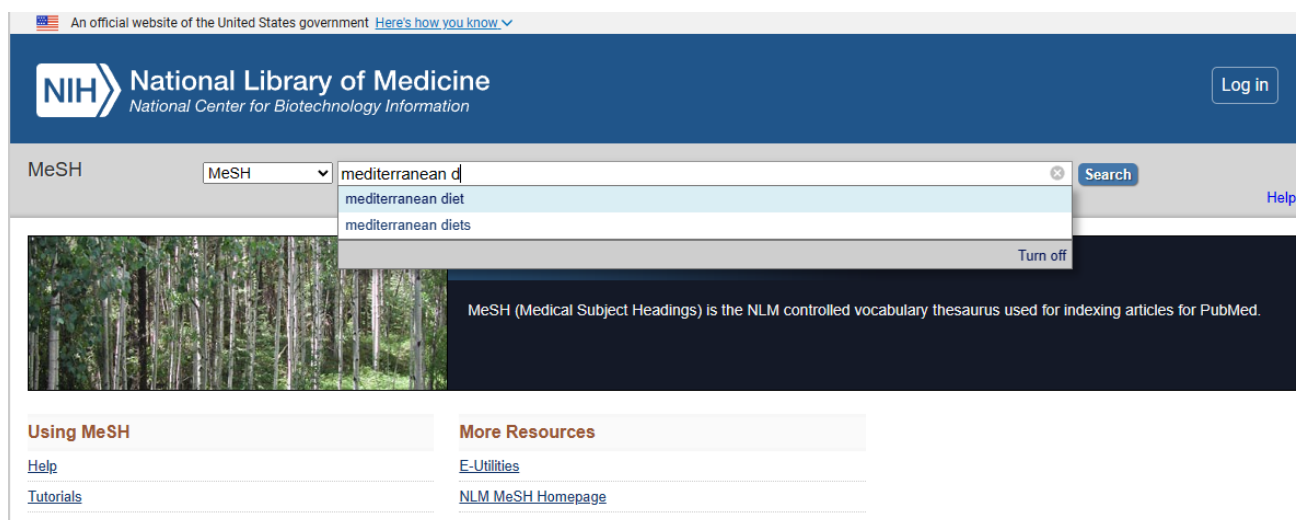 An official website of the United States government Here's how you know
NIH National Library of Medicine
National Center for Biotechnology Information
Log in
MeSH MeSH mediterranean d Search
mediterranean diet
Help
mediterranean diets
Turn off
MeSH (Medical Subject Headings) is the NLM controlled vocabulary thesaurus used for indexing articles for PubMed.
Using MeSH
Help
Tutorials
More Resources
E-Utilities
NLM MeSH Homepage